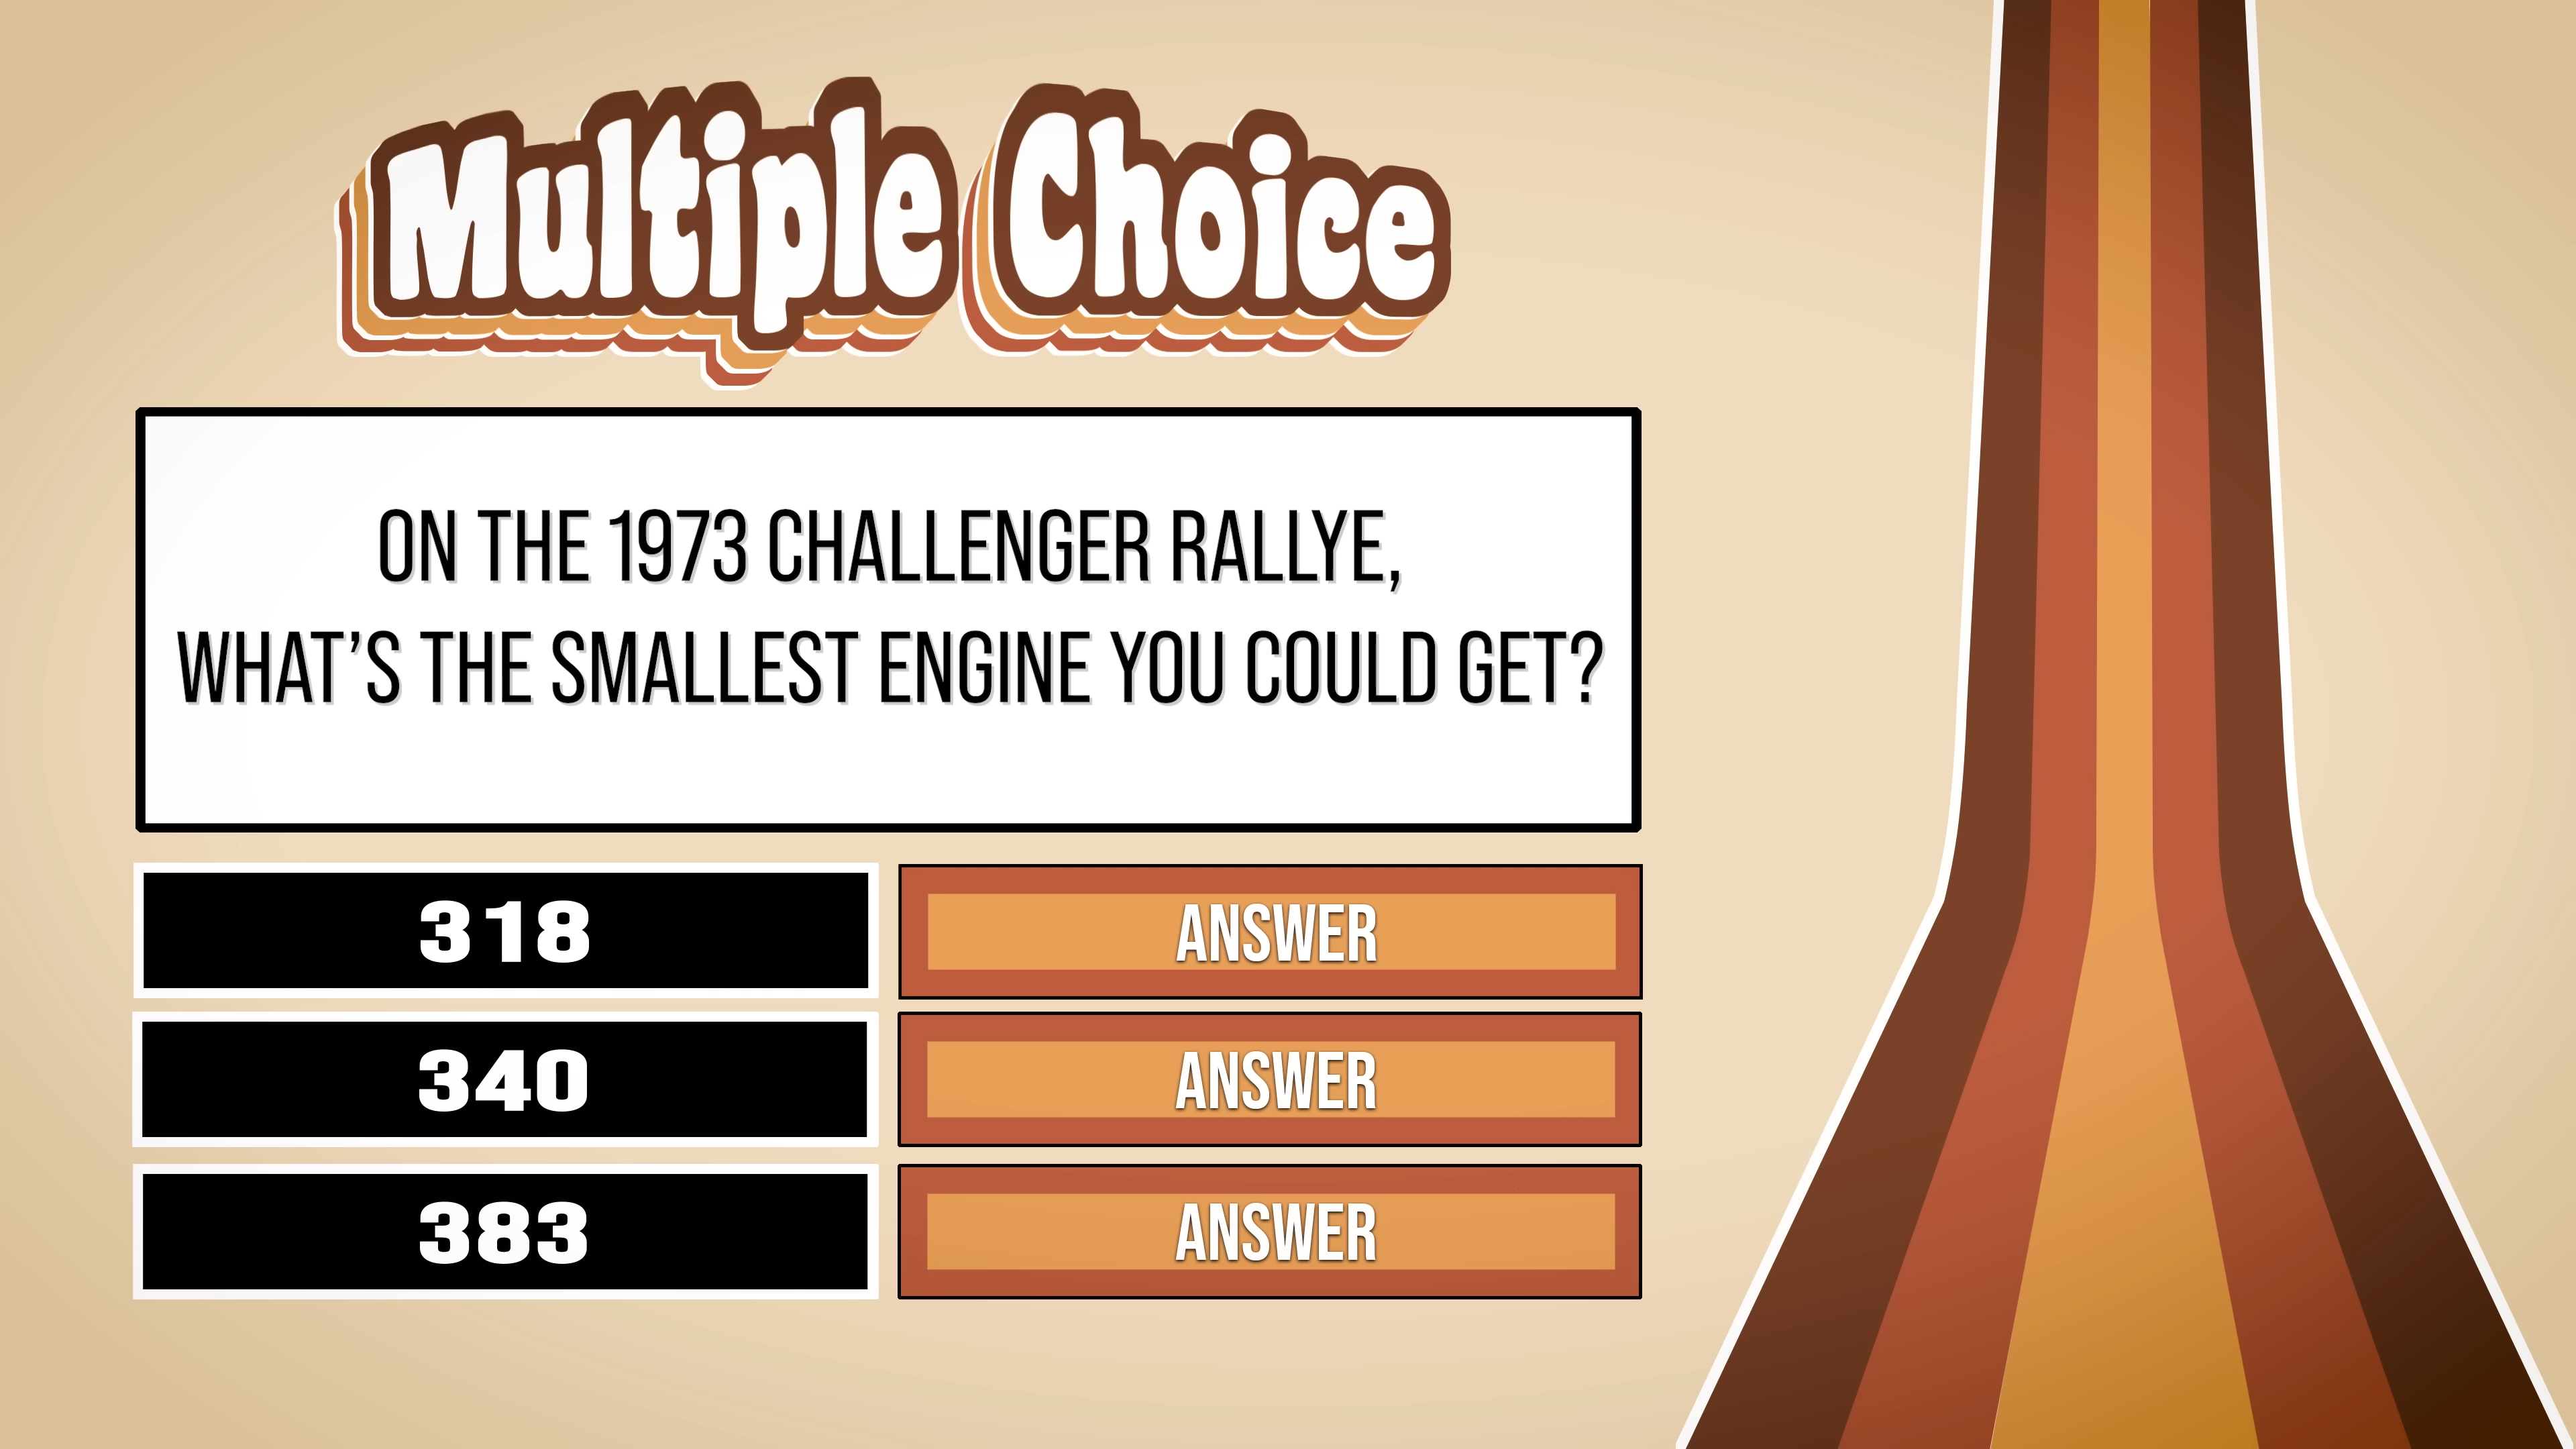 Multiple Choice
ON THE 1973 CHALLENGER RALLYE,
WHAT'S THE SMALLEST ENGINE YOU COULD GET?
318
ANSWER
340
ANSWER
383
ANSWER